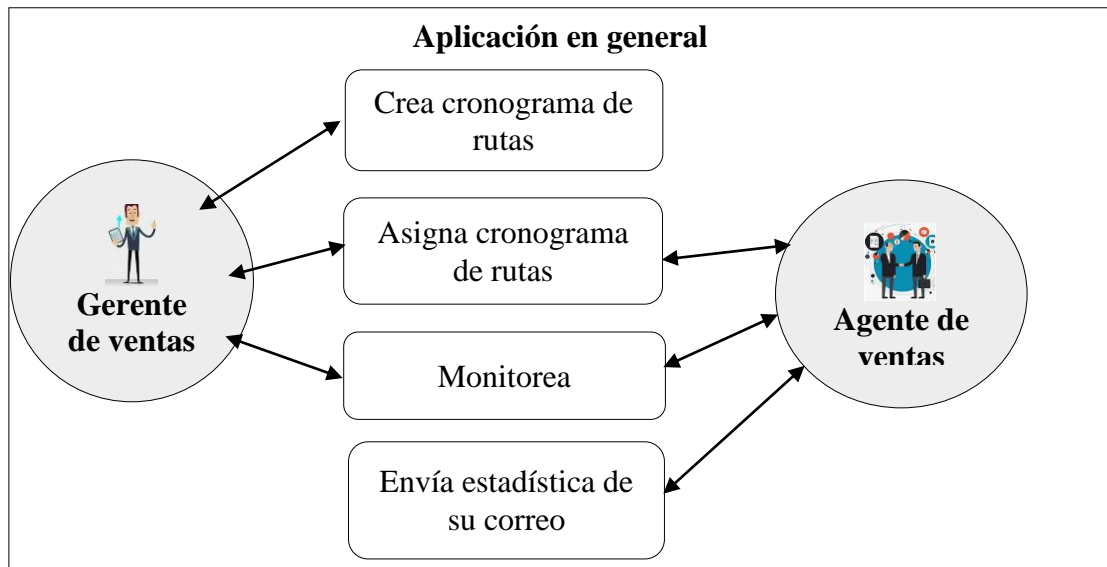 Aplicación en general
Crea cronograma de
rutas
Asigna cronograma
de rutas
Gerente
de ventas
Agente de
ventas
Monitorea
Envía estadística de
su correo